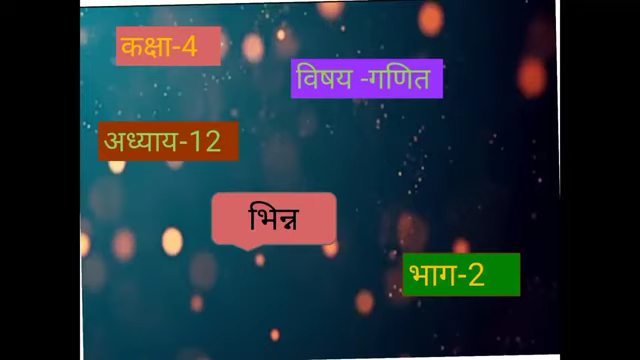 कक्षा-4
विषय -गणित
अध्याय-12
भिन्न
भाग-2